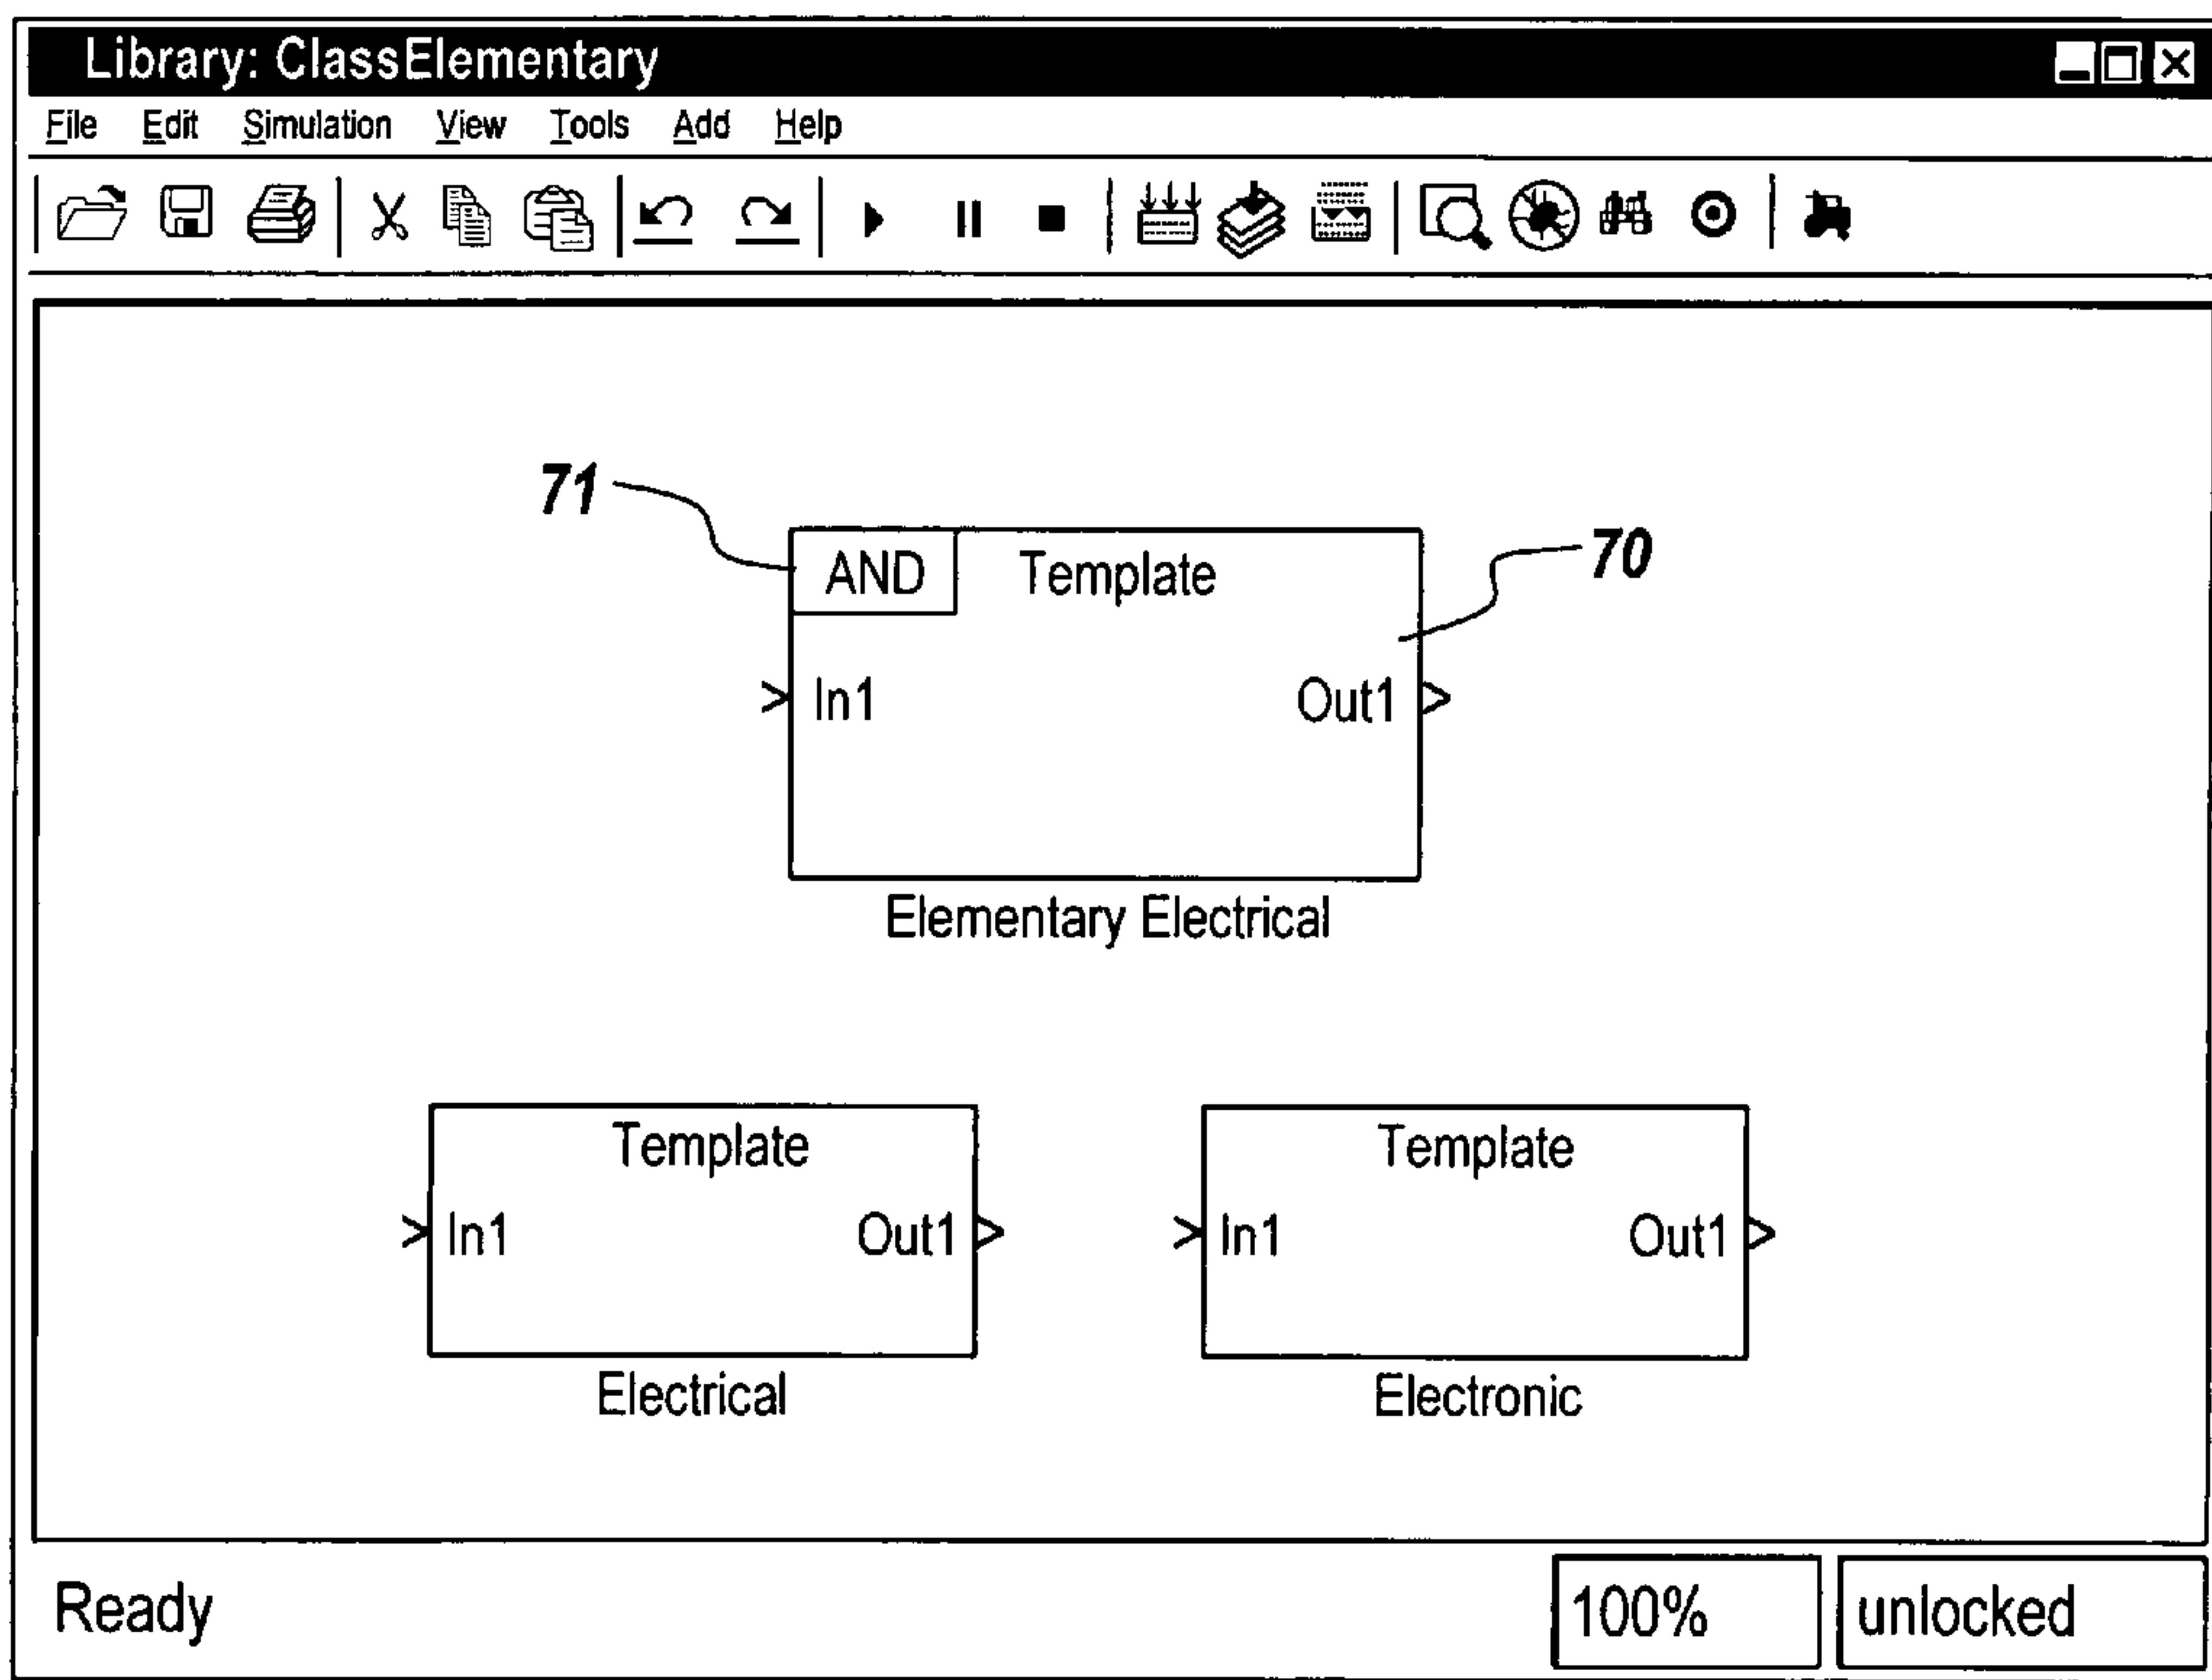 Library: ClassElementary
File Edit Simulation View Tools Add Help
71
AND Template
70
In1 Out1
Elementary Electrical
Template Template
In1 Out1 In1 Out1
Electrical Electronic
Ready 100% unlocked